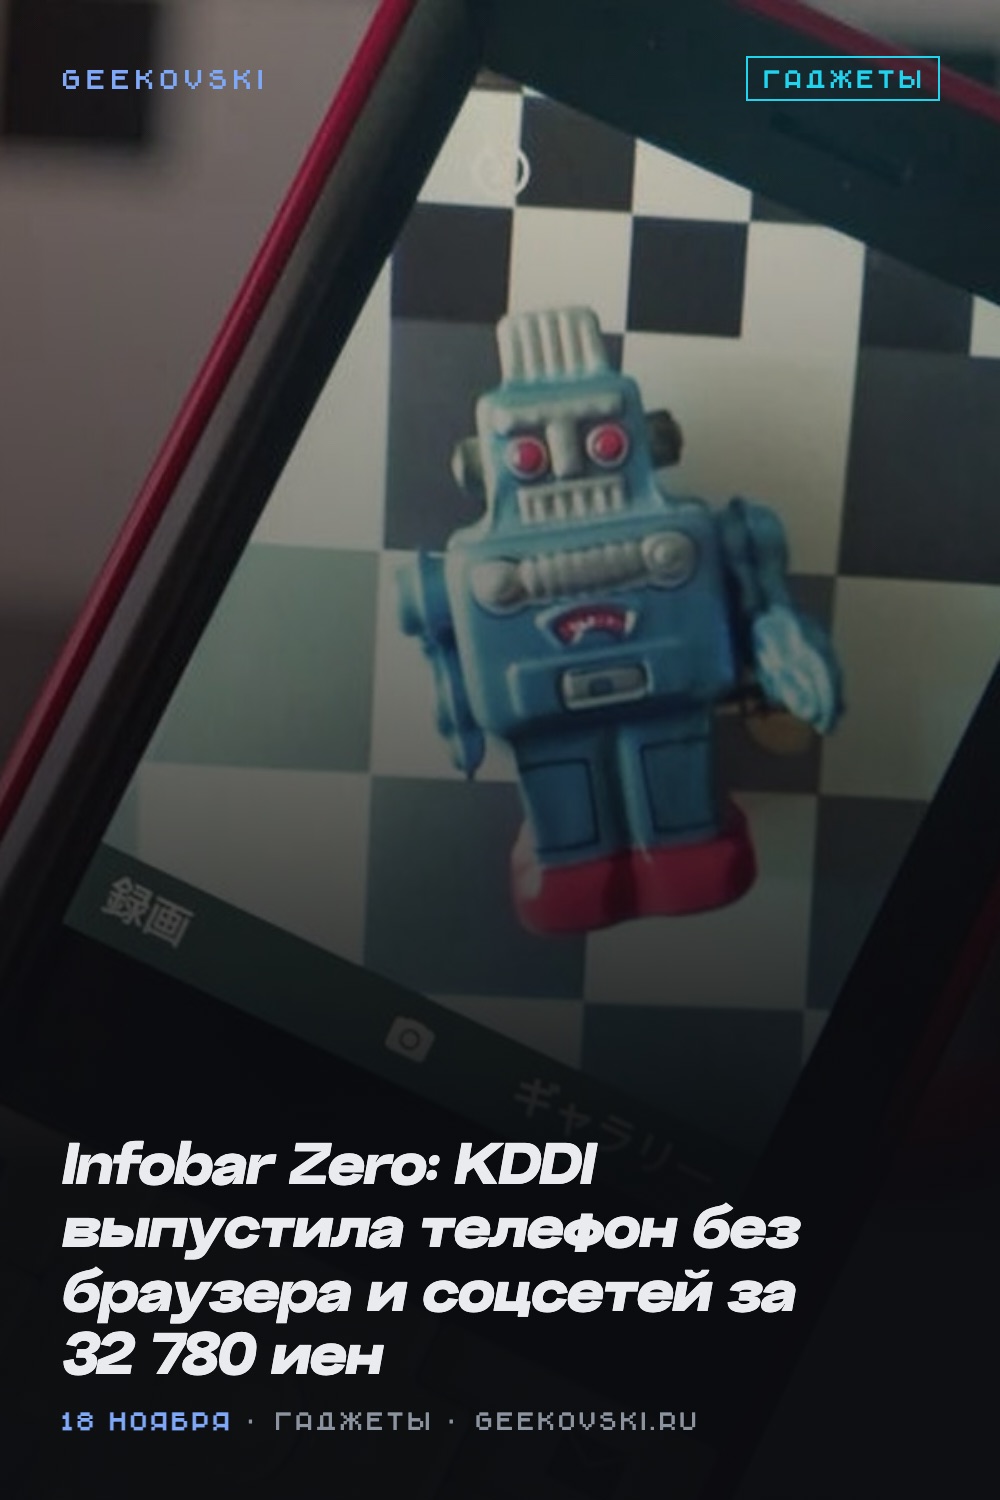 GEEKOVSKI
ГАДЖЕТЫ
録画
ギャラリー
Infobar Zero: KDDI
выпустила телефон без
браузера и соцсетей за
32 780 иен
18 НОЯБРЯ · ГАДЖЕТЫ · GEEKOVSKI.RU